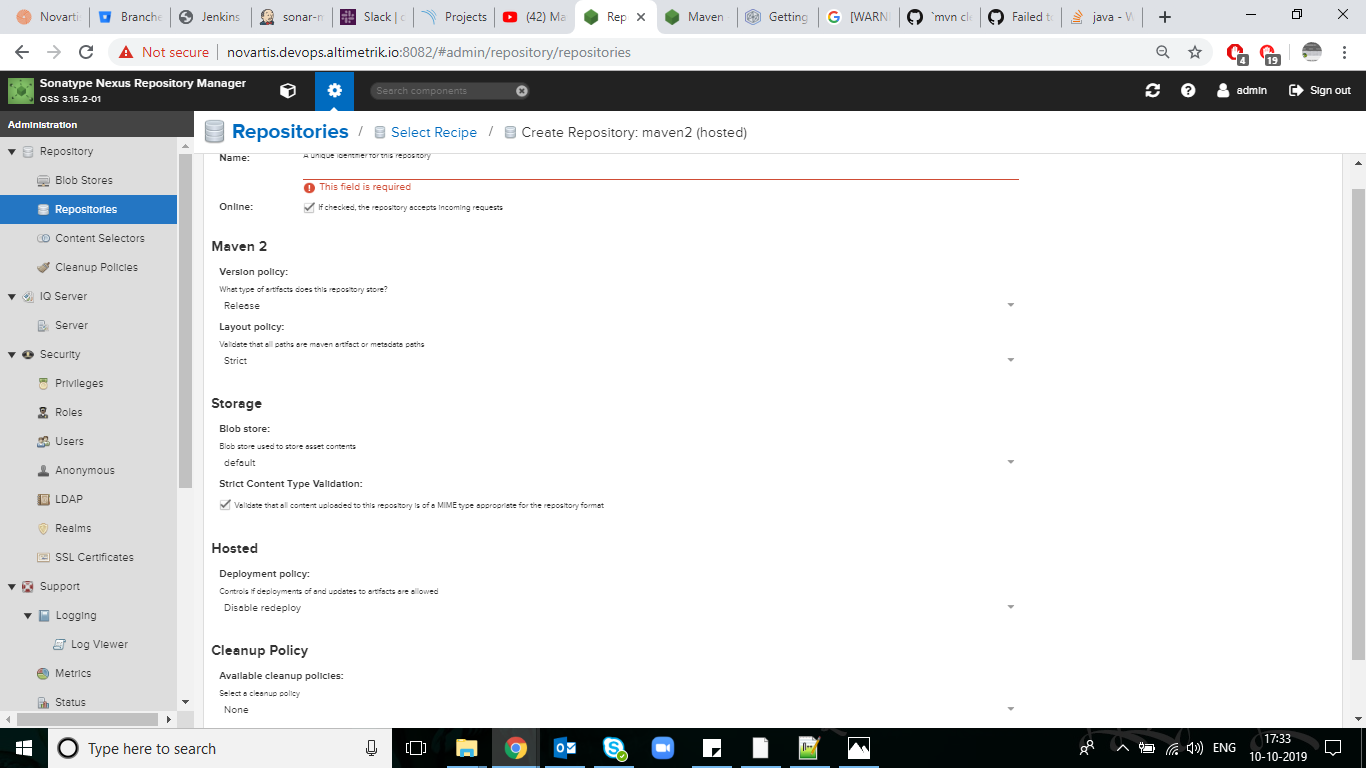 Novartis
Branche
Jenkins
sonar-m
Slack | c
Projects
(42) Ma
Rep
Maven
Getting
[WARNI
`mvn cle
Failed to
java - W
Not secure
novartis.devops.altimetrik.io:8082/#admin/repository/repositories
4
19
Sonatype Nexus Repository Manager
OSS 3.15.2-01
Search components
admin
Sign out
Administration
Repositories / Select Recipe / Create Repository: maven2 (hosted)
Repository
Blob Stores
Repositories
Content Selectors
Cleanup Policies
IQ Server
Server
Security
Privileges
Roles
Users
Anonymous
LDAP
Realms
SSL Certificates
Support
Logging
Log Viewer
Metrics
Status
Name:
A unique identifier for this repository
This field is required
Online:
If checked, the repository accepts incoming requests
Maven 2
Version policy:
What type of artifacts does this repository store?
Release
Layout policy:
Validate that all paths are maven artifact or metadata paths
Strict
Storage
Blob store:
Blob store used to store asset contents
default
Strict Content Type Validation:
Validate that all content uploaded to this repository is of a MIME type appropriate for the repository format
Hosted
Deployment policy:
Controls if deployments of and updates to artifacts are allowed
Disable redeploy
Cleanup Policy
Available cleanup policies:
Select a cleanup policy
None
Type here to search
ENG
17:33
10-10-2019